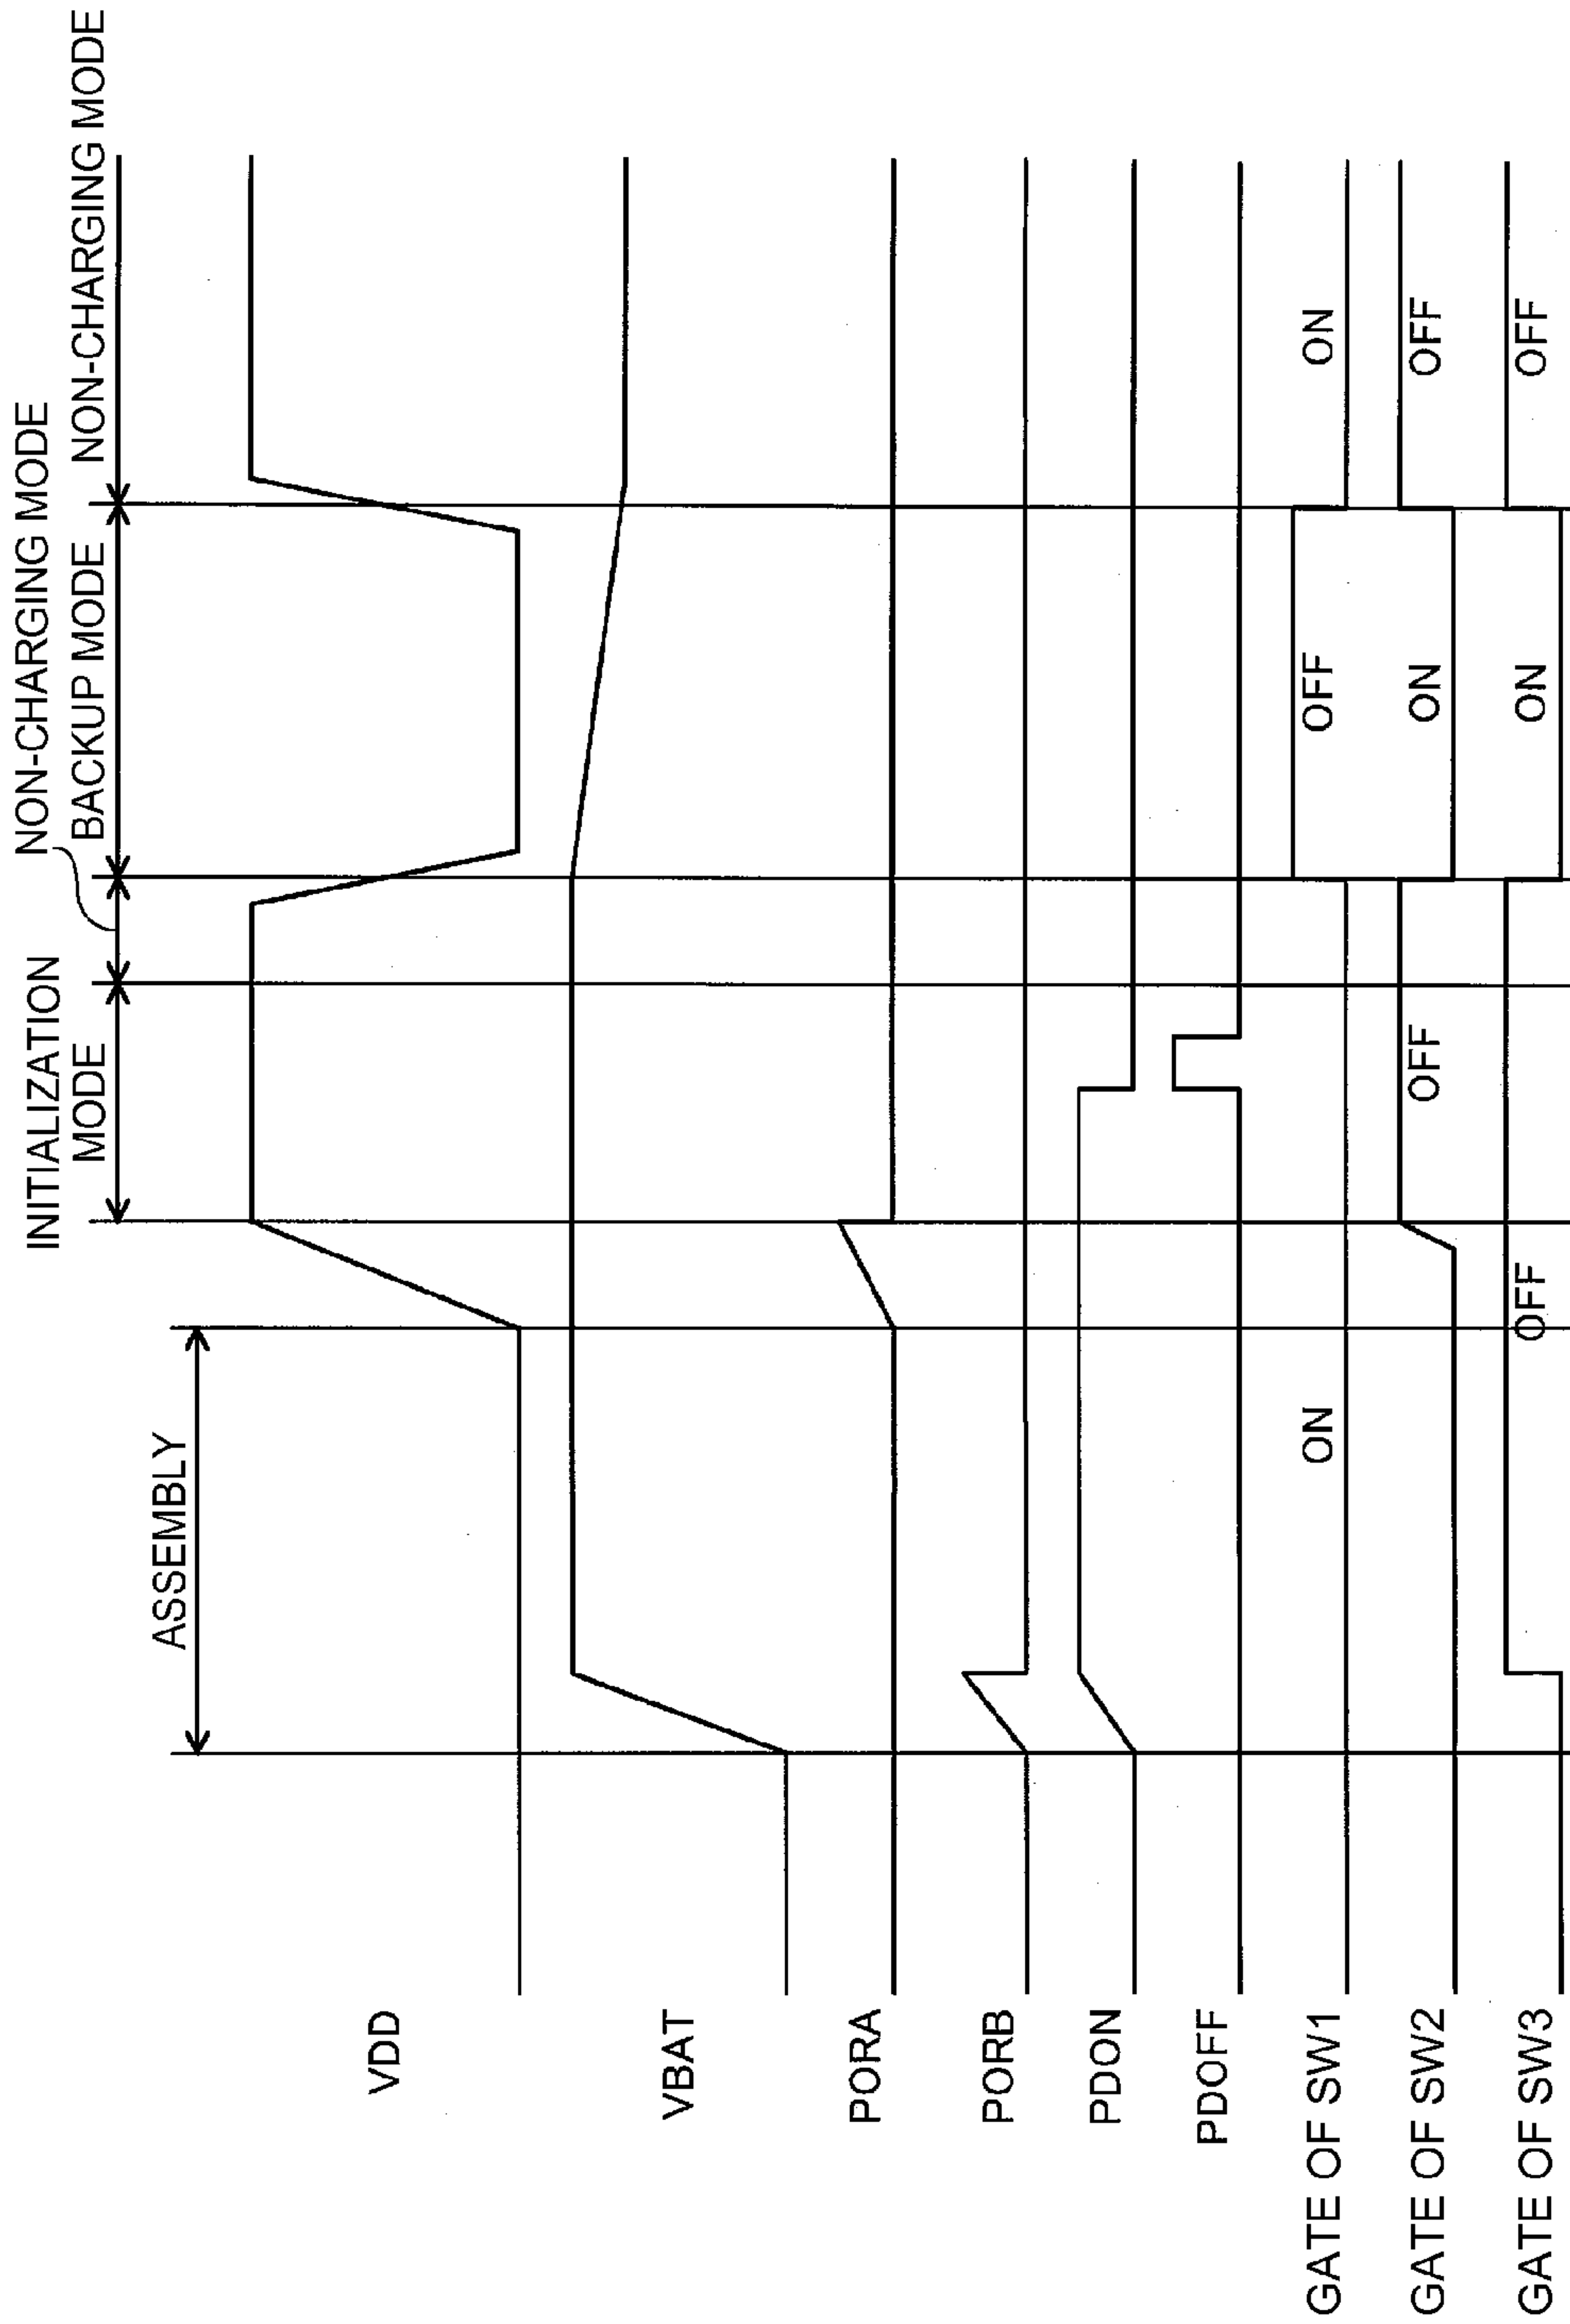 NON-CHARGING MODE
INITIALIZATION
MODE
BACKUP MODE
NON-CHARGING MODE
ASSEMBLY
VDD
VBAT
PORA
PORB
PDON
PDOFF
GATE OF SW1
ON
OFF
ON
GATE OF SW2
OFF
ON
OFF
GATE OF SW3
OFF
ON
OFF